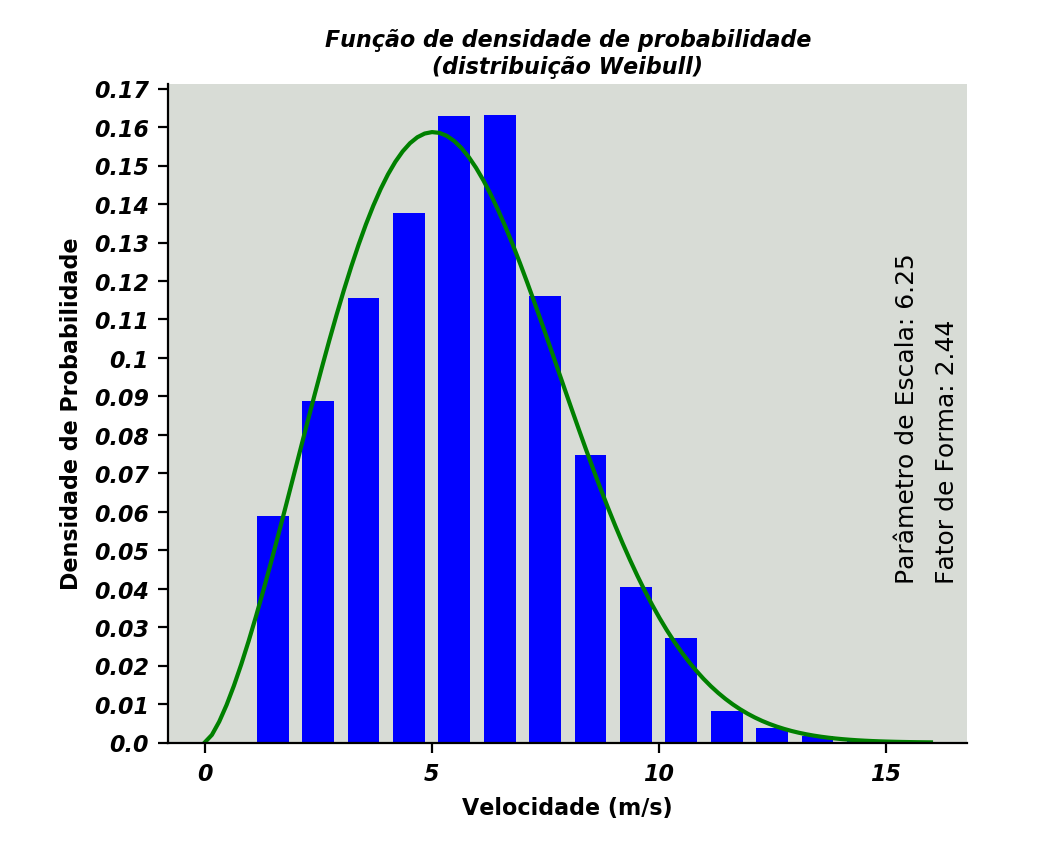 Função de densidade de probabilidade
(distribuição Weibull)
0.17
0.16
0.15
0.14
0.13
0.12
0.11
0.1
0.09
0.08
0.07
0.06
0.05
0.04
0.03
0.02
0.01
0.0
Densidade de Probabilidade
Parâmetro de Escala: 6.25
Fator de Forma: 2.44
0 5 10 15
Velocidade (m/s)